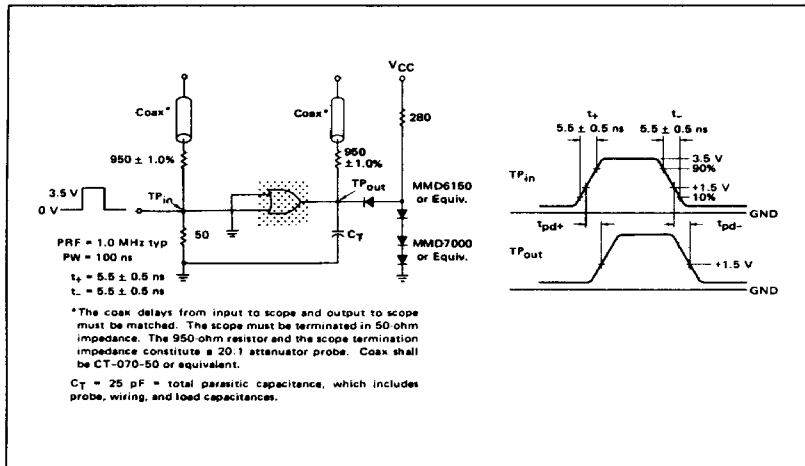 VCC
Coax*
Coax*
280
950 ± 1.0%
950
± 1.0%
3.5 V
0 V
TPin
TPout
MMD6150
or Equiv.
50
CT
MMD7000
or Equiv.
PRF = 1.0 MHz typ
PW = 100 ns
t+ = 5.5 ± 0.5 ns
t– = 5.5 ± 0.5 ns
*The coax delays from input to scope and output to scope
must be matched. The scope must be terminated in 50-ohm
impedance. The 950-ohm resistor and the scope termination
impedance constitute a 20:1 attenuator probe. Coax shall
be CT-070-50 or equivalent.
CT = 25 pF = total parasitic capacitance, which includes
probe, wiring, and load capacitances.
t+
5.5 ± 0.5 ns
t–
5.5 ± 0.5 ns
TPin
3.5 V
90%
+1.5 V
10%
GND
tpd+
tpd–
TPout
+1.5 V
GND